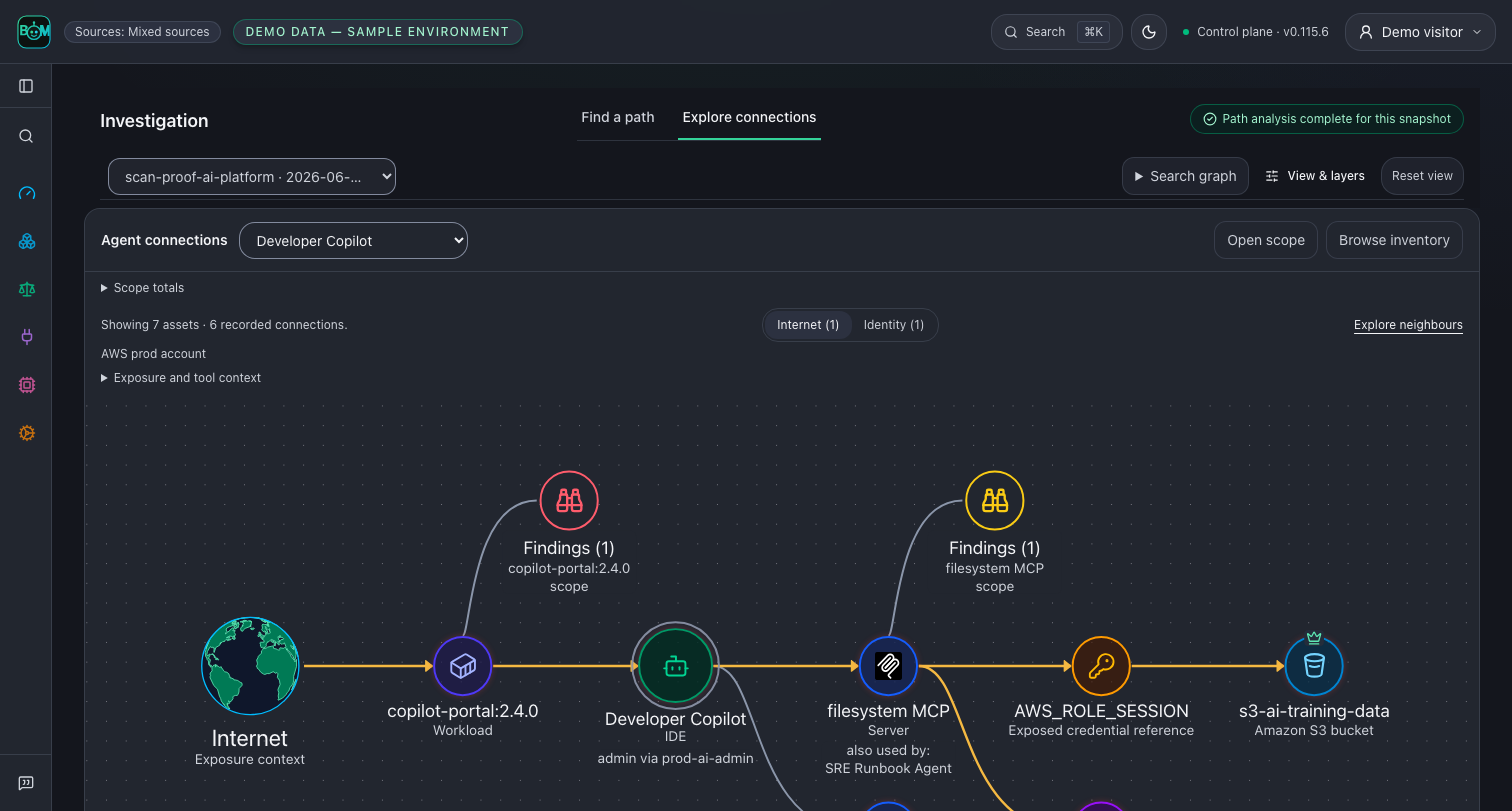 BOM
Sources: Mixed sources
DEMO DATA — SAMPLE ENVIRONMENT
Search ⌘K
Control plane · v0.115.6
Demo visitor
Investigation
Find a path
Explore connections
Path analysis complete for this snapshot
scan-proof-ai-platform · 2026-06-...
Search graph
View & layers
Reset view
Agent connections
Developer Copilot
Open scope
Browse inventory
Scope totals
Showing 7 assets · 6 recorded connections.
Internet (1)
Identity (1)
Explore neighbours
AWS prod account
Exposure and tool context
Findings (1)
copilot-portal:2.4.0
scope
Findings (1)
filesystem MCP
scope
Internet
Exposure context
copilot-portal:2.4.0
Workload
Developer Copilot
IDE
admin via prod-ai-admin
filesystem MCP
Server
also used by:
SRE Runbook Agent
AWS_ROLE_SESSION
Exposed credential reference
s3-ai-training-data
Amazon S3 bucket